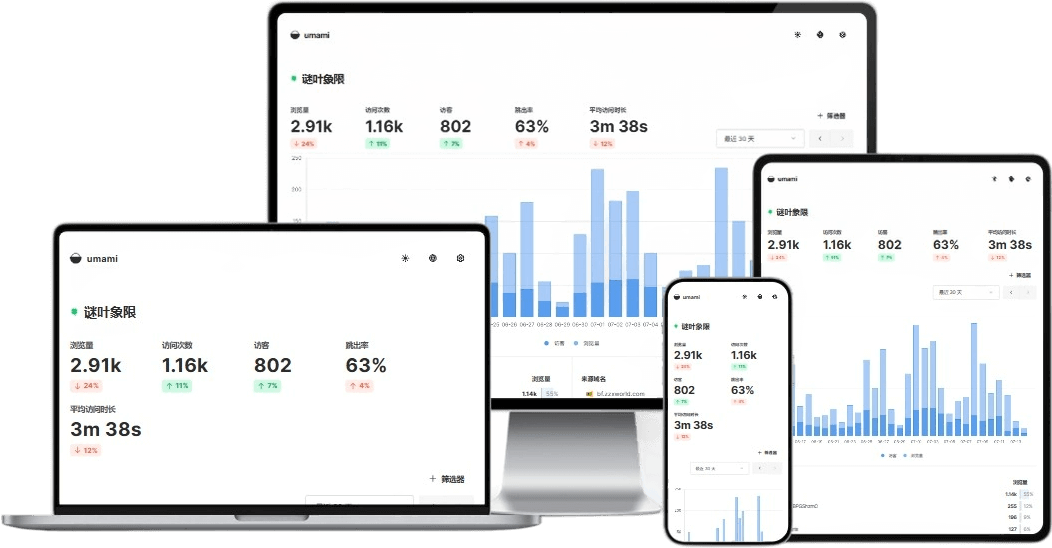 umami
谜叶象限
浏览量 访问次数 访客 跳出率 平均访问时长
2.91k 1.16k 802 63% 3m 38s
↓ 24% ↑ 11% ↑ 7% ↑ 4% ↓ 12%
+ 筛选器
最近 30 天
250
200
150
06-26 06-27 06-28 06-29 06-30 07-01 07-02 07-03 07-04
访客 浏览量
浏览量 来源域名
1.14k 55% bf.zzxworld.com
umami
谜叶象限
浏览量 访问次数 访客 跳出率
2.91k 1.16k 802 63%
↓ 24% ↑ 11% ↑ 7% ↑ 4%
平均访问时长
3m 38s
↓ 12%
+ 筛选器
umami
谜叶象限
浏览量 访问次数
2.91k 1.16k
↓ 24% ↑ 11%
访客 跳出率
802 63%
↑ 7% ↑ 4%
平均访问时长
3m 38s
↓ 12%
+ 筛选器
最近 30 天
umami
谜叶象限
浏览量 访问次数 访客 跳出率 平均访问时长
2.91k 1.16k 802 63% 3m 38s
↓ 24% ↑ 11% ↑ 7% ↑ 4% ↓ 12%
+ 筛选器
最近 30 天
访客 浏览量
浏览量
1.14k 55%
255 12%
196 9%
127 6%